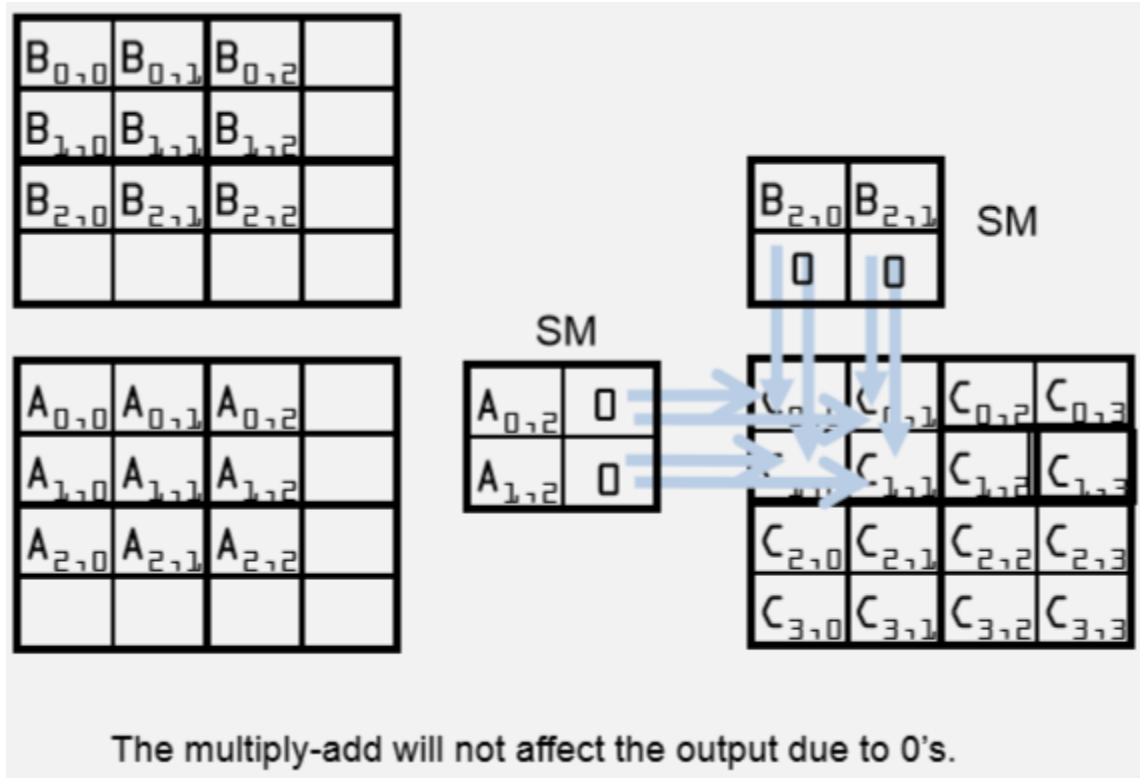 B0,0 B0,1 B0,2
B1,0 B1,1 B1,2
B2,0 B2,1 B2,2
B2,0 B2,1
SM
0 0
SM
A0,0 A0,1 A0,2
A1,0 A1,1 A1,2
A2,0 A2,1 A2,2
A0,2 0
A1,2 0
C0,1 C0,2 C0,3
C1,1 C1,2 C1,3
C2,0 C2,1 C2,2 C2,3
C3,0 C3,1 C3,2 C3,3
The multiply-add will not affect the output due to 0's.